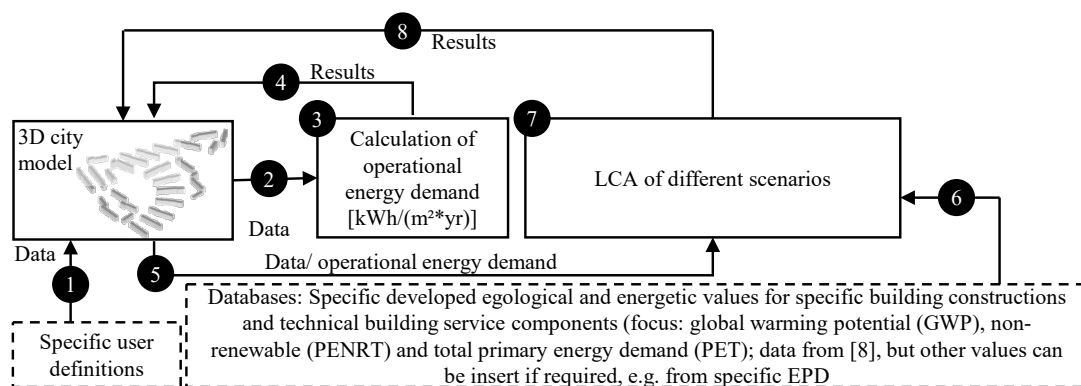 8
Results
4
Results
3D city
model
3
Calculation of
operational
energy demand
[kWh/(m²*yr)]
7
LCA of different scenarios
2
Data
6
Data
1
5
Data/ operational energy demand
Specific user
definitions
Databases: Specific developed egological and energetic values for specific building constructions
and technical building service components (focus: global warming potential (GWP), non-
renewable (PENRT) and total primary energy demand (PET); data from [8], but other values can
be insert if required, e.g. from specific EPD